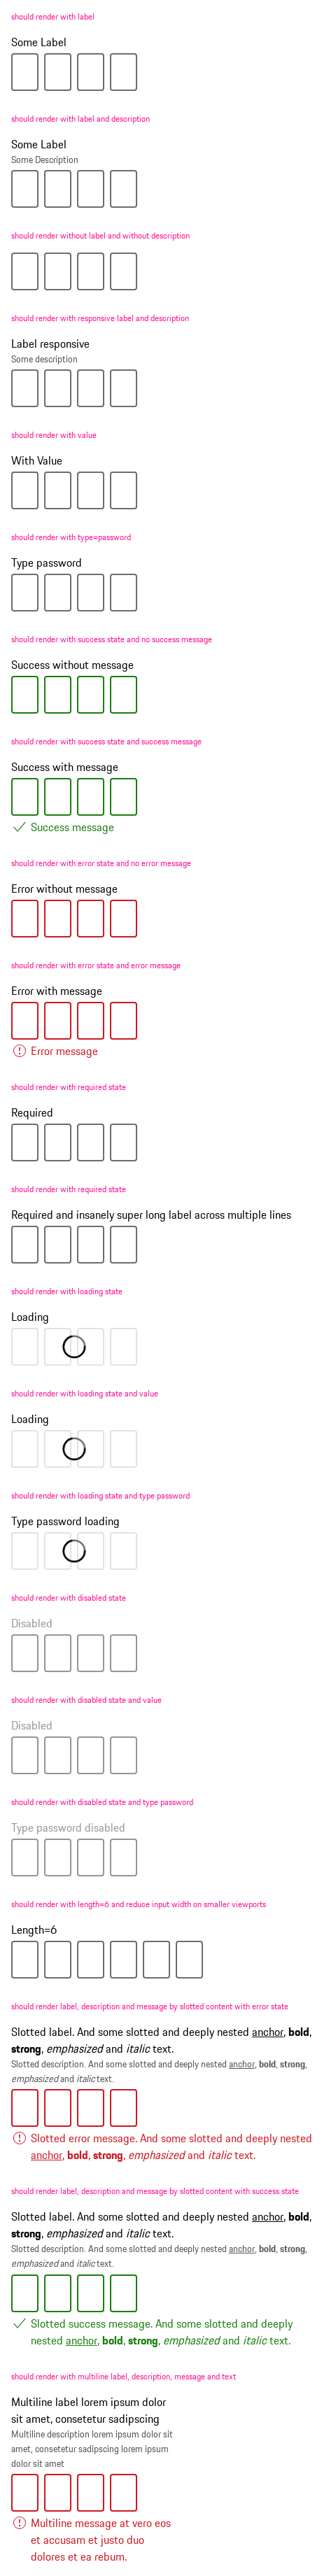 should render with label
Some Label
should render with label and description
Some Label
Some Description
should render without label and without description
should render with responsive label and description
Label responsive
Some description
should render with value
With Value
should render with type=password
Type password
should render with success state and no success message
Success without message
should render with success state and success message
Success with message
Success message
should render with error state and no error message
Error without message
should render with error state and error message
Error with message
Error message
should render with required state
Required
should render with required state
Required and insanely super long label across multiple lines
should render with loading state
Loading
should render with loading state and value
Loading
should render with loading state and type password
Type password loading
should render with disabled state
Disabled
should render with disabled state and value
Disabled
should render with disabled state and type password
Type password disabled
should render with length=6 and reduce input width on smaller viewports
Length=6
should render label, description and message by slotted content with error state
Slotted label. And some slotted and deeply nested anchor, bold,
strong, emphasized and italic text.
Slotted description. And some slotted and deeply nested anchor, bold, strong,
emphasized and italic text.
Slotted error message. And some slotted and deeply nested
anchor, bold, strong, emphasized and italic text.
should render label, description and message by slotted content with success state
Slotted label. And some slotted and deeply nested anchor, bold,
strong, emphasized and italic text.
Slotted description. And some slotted and deeply nested anchor, bold, strong,
emphasized and italic text.
Slotted success message. And some slotted and deeply
nested anchor, bold, strong, emphasized and italic text.
should render with multiline label, description, message and text
Multiline label lorem ipsum dolor
sit amet, consetetur sadipscing
Multiline description lorem ipsum dolor sit
amet, consetetur sadipscing lorem ipsum
dolor sit amet
Multiline message at vero eos
et accusam et justo duo
dolores et ea rebum.